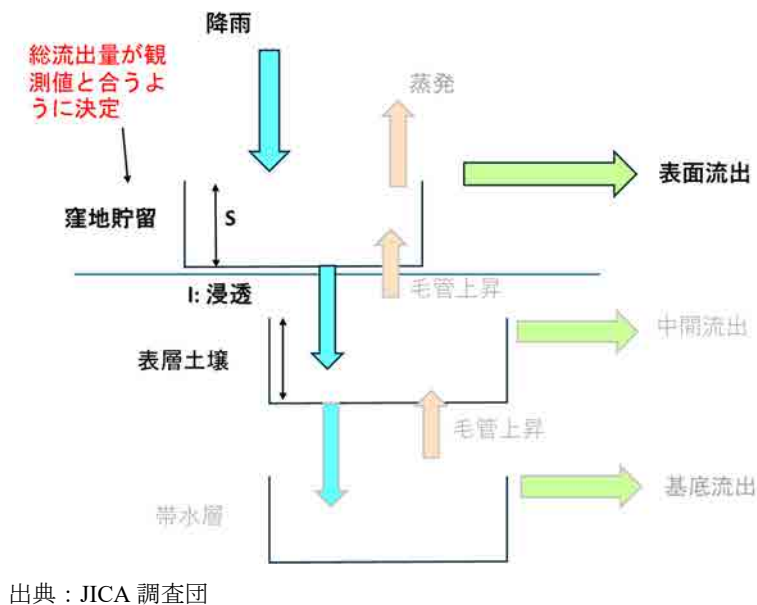 降雨
総流出量が観
測値と合うよ
うに決定
蒸発
表面流出
窪地貯留
S
I: 浸透
毛管上昇
中間流出
表層土壌
毛管上昇
基底流出
帯水層
出典：JICA 調査団